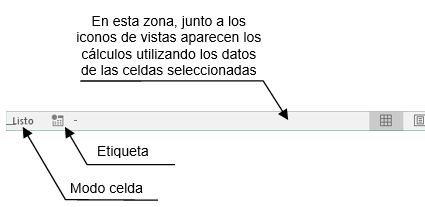 En esta zona, junto a los
iconos de vistas aparecen los
cálculos utilizando los datos
de las celdas seleccionadas
Listo
Etiqueta
Modo celda